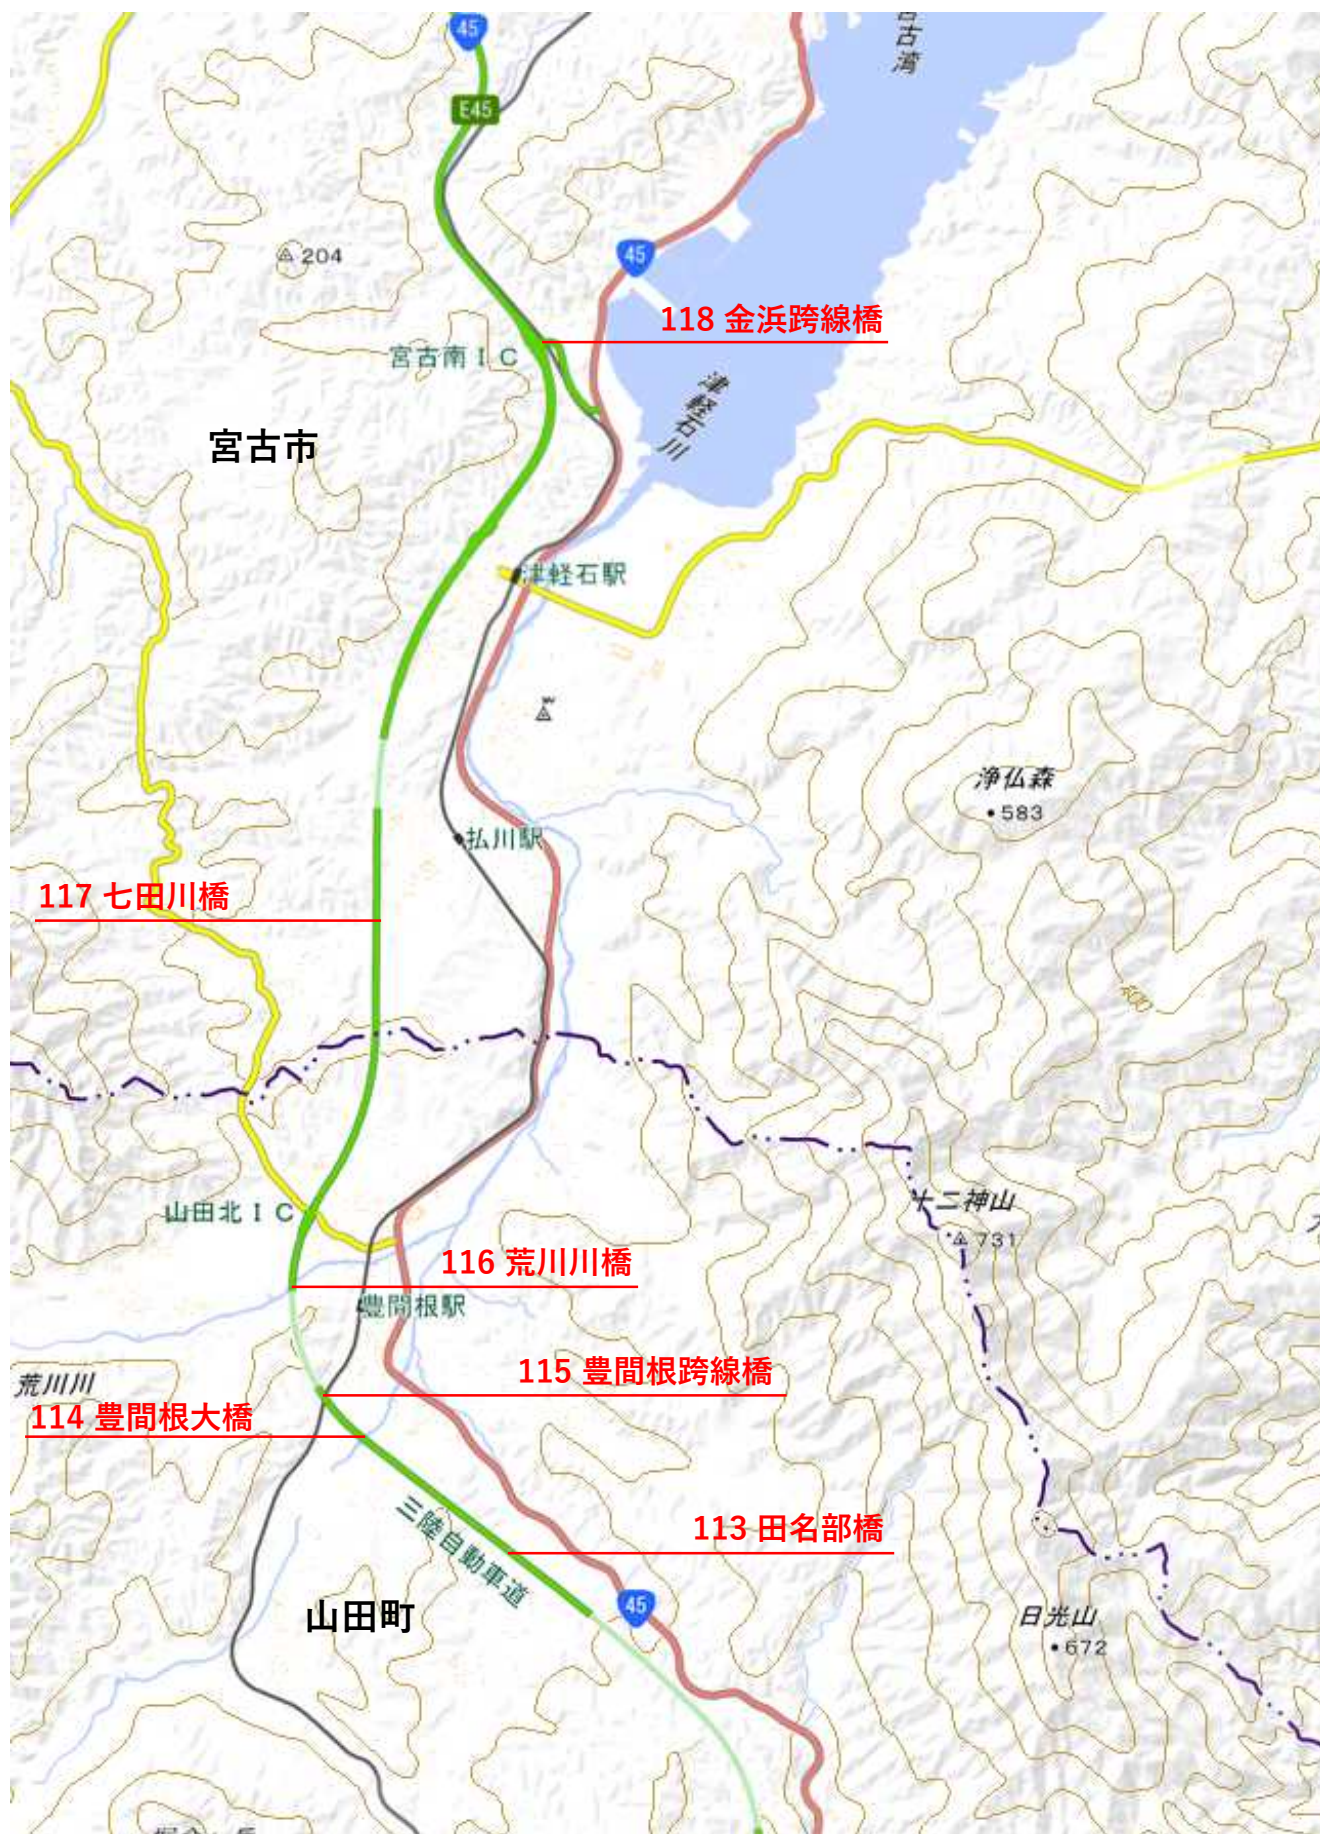 45
宮古湾
E45
204
45
118 金浜跨線橋
宮古南ＩＣ
津軽石川
宮古市
津軽石駅
浄仏森
583
払川駅
117 七田川橋
400
山田北ＩＣ
十二神山
731
116 荒川川橋
豊間根駅
115 豊間根跨線橋
荒川川
114 豊間根大橋
三陸自動車道
113 田名部橋
45
山田町
日光山
672